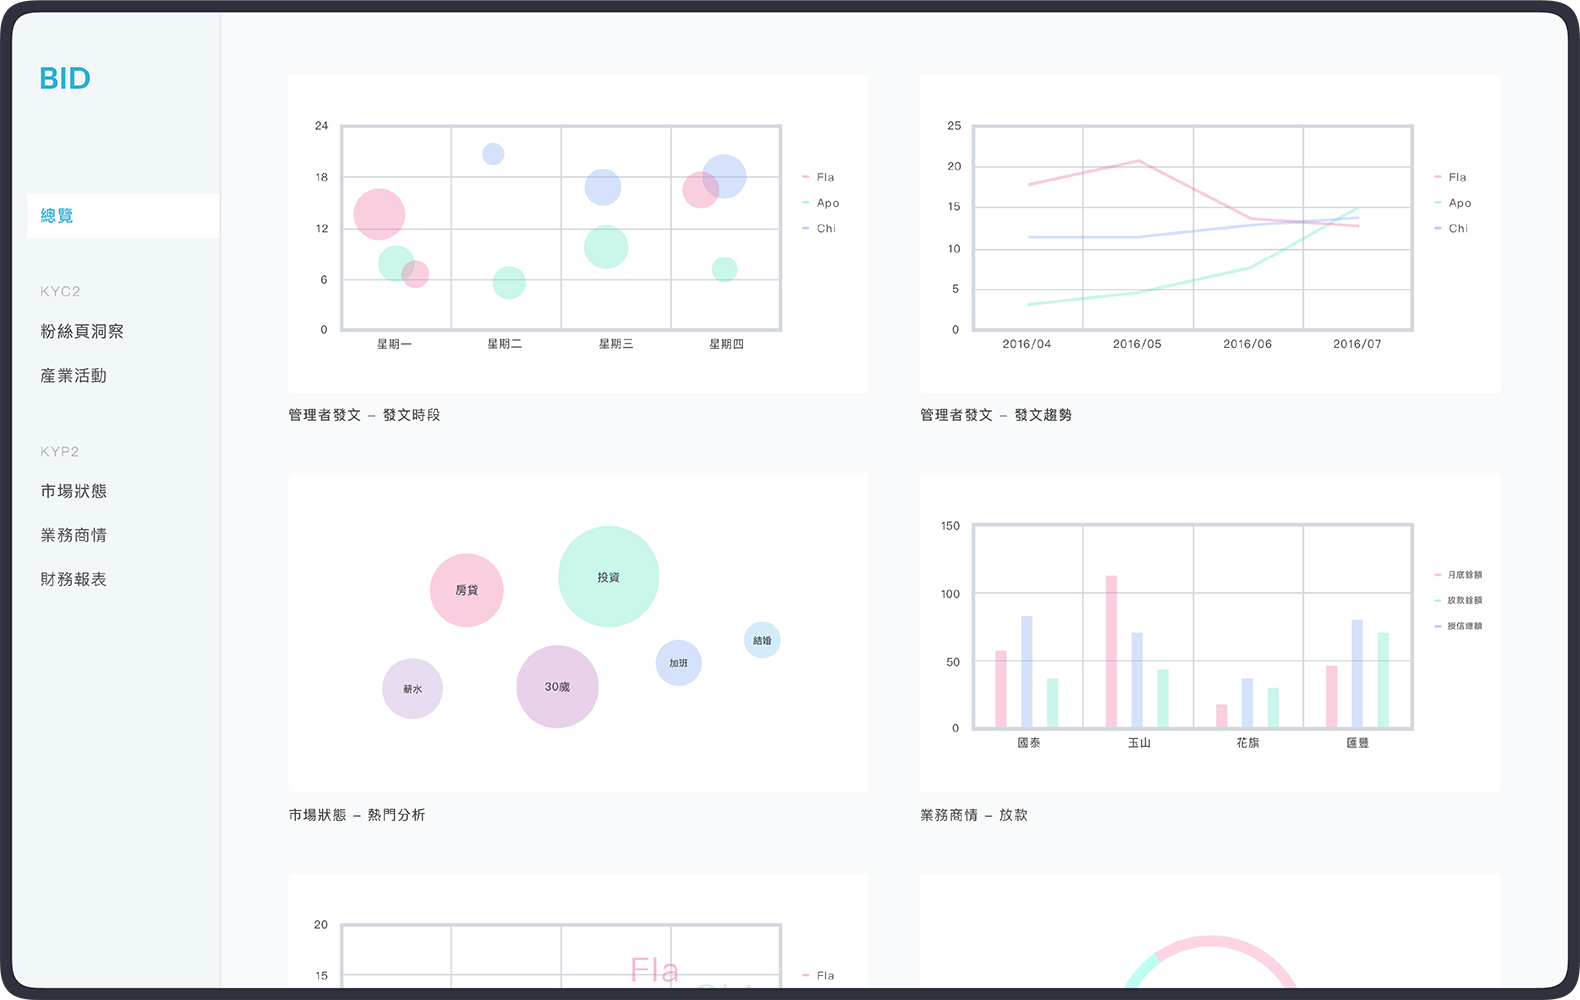 BID
總覽
KYC2
粉絲頁洞察
產業活動
KYP2
市場狀態
業務商情
財務報表
24
18
12
6
0
星期一 星期二 星期三 星期四
Fla
Apo
Chi
管理者發文 – 發文時段
25
20
15
10
5
0
2016/04 2016/05 2016/06 2016/07
Fla
Apo
Chi
管理者發文 – 發文趨勢
房貸
投資
結婚
加班
薪水
30歲
市場狀態 – 熱門分析
150
100
50
0
國泰 玉山 花旗 匯豐
月底餘額
放款餘額
授信總額
業務商情 – 放款
20
15
Fla
Fla